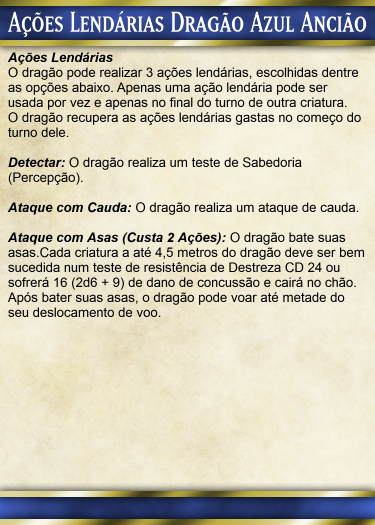 Ações Lendárias Dragão Azul Ancião
Ações Lendárias
O dragão pode realizar 3 ações lendárias, escolhidas dentre
as opções abaixo. Apenas uma ação lendária pode ser
usada por vez e apenas no final do turno de outra criatura.
O dragão recupera as ações lendárias gastas no começo do
turno dele.
Detectar: O dragão realiza um teste de Sabedoria
(Percepção).
Ataque com Cauda: O dragão realiza um ataque de cauda.
Ataque com Asas (Custa 2 Ações): O dragão bate suas
asas.Cada criatura a até 4,5 metros do dragão deve ser bem
sucedida num teste de resistência de Destreza CD 24 ou
sofrerá 16 (2d6 + 9) de dano de concussão e cairá no chão.
Após bater suas asas, o dragão pode voar até metade do
seu deslocamento de voo.